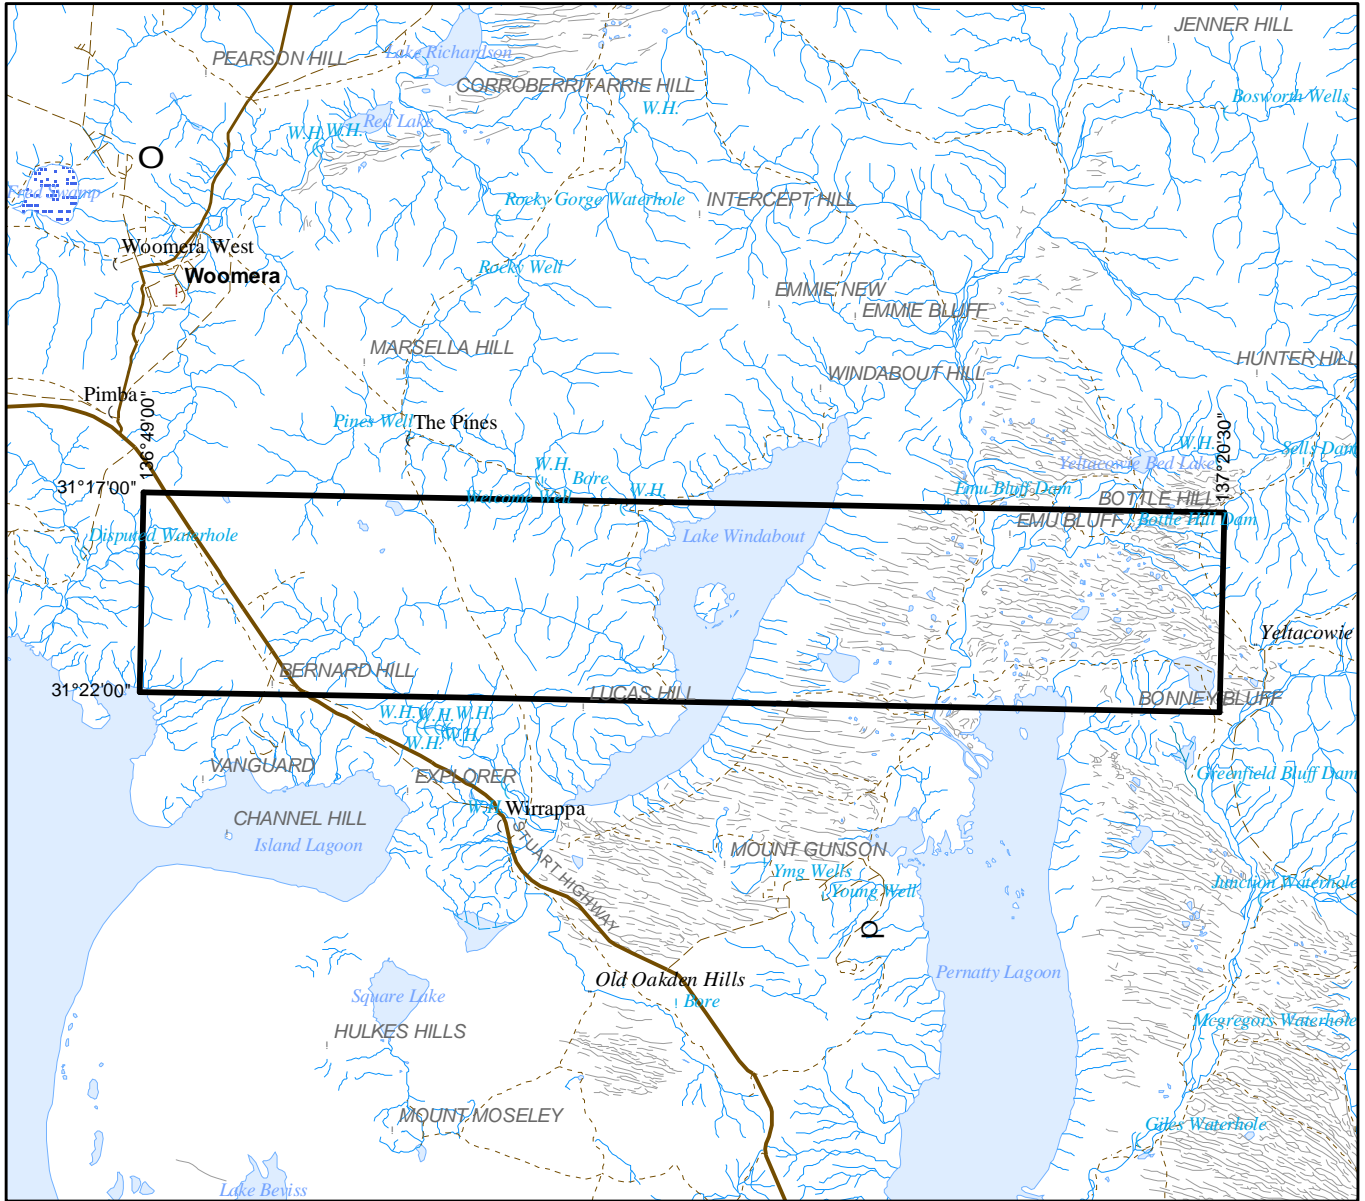 JENNER HILL
PEARSON HILL
Lake Richardson
CORROBERRITARRIE HILL
Bosworth Wells
W.H.
Red Lake
W.H.
W.H.
Swamp
Rocky Gorge Waterhole
INTERCEPT HILL
Woomera West
Rocky Well
Woomera
EMMIE NEW
EMMIE BLUFF
MARSELLA HILL
HUNTER HILL
WINDABOUT HILL
Pimba
136°49'00"
Pines Well
The Pines
137°20'30"
W.H.
Sells Dam
Yeltacowie Bed Lake
W.H.
Bore
31°17'00"
Welcome Well
W.H.
Emu Bluff Dam
BOTTLE HILL
EMU BLUFF
Bottle Hill Dam
Disputed Waterhole
Lake Windabout
Yeltacowie
BERNARD HILL
31°22'00"
LUCAS HILL
BONNEY BLUFF
W.H.
W.H.
W.H.
W.H.
W.H.
VANGUARD
EXPLORER
Greenfield Bluff Dam
W.H.
Wirrappa
CHANNEL HILL
Island Lagoon
STUART HIGHWAY
MOUNT GUNSON
Ymg Wells
Young Well
Junction Waterhole
Old Oakden Hills
Pernatty Lagoon
Square Lake
Bore
HULKES HILLS
Mcgregors Waterhole
MOUNT MOSELEY
Giles Waterhole
Lake Beviss